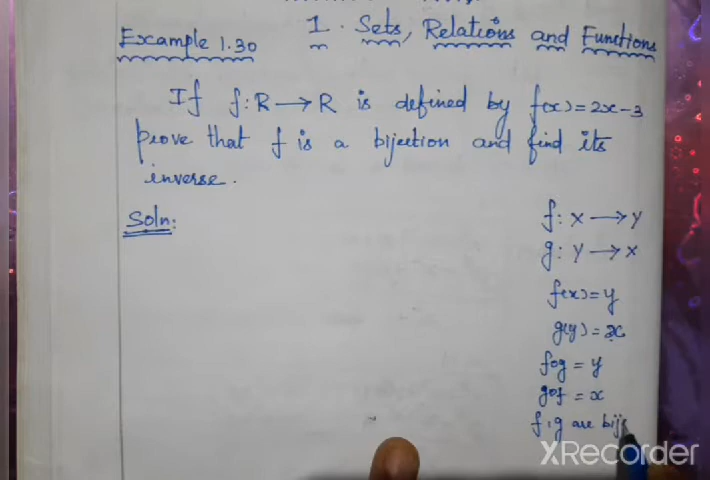 Example 1.30
1. Sets, Relations and Functions
If f: R → R is defined by f(x) = 2x - 3
prove that f is a bijection and find its
inverse.
Soln:
f: x → y
g: y → x
f(x) = y
g(y) = x
fog = y
gof = x
f, g are bij
XRecorder